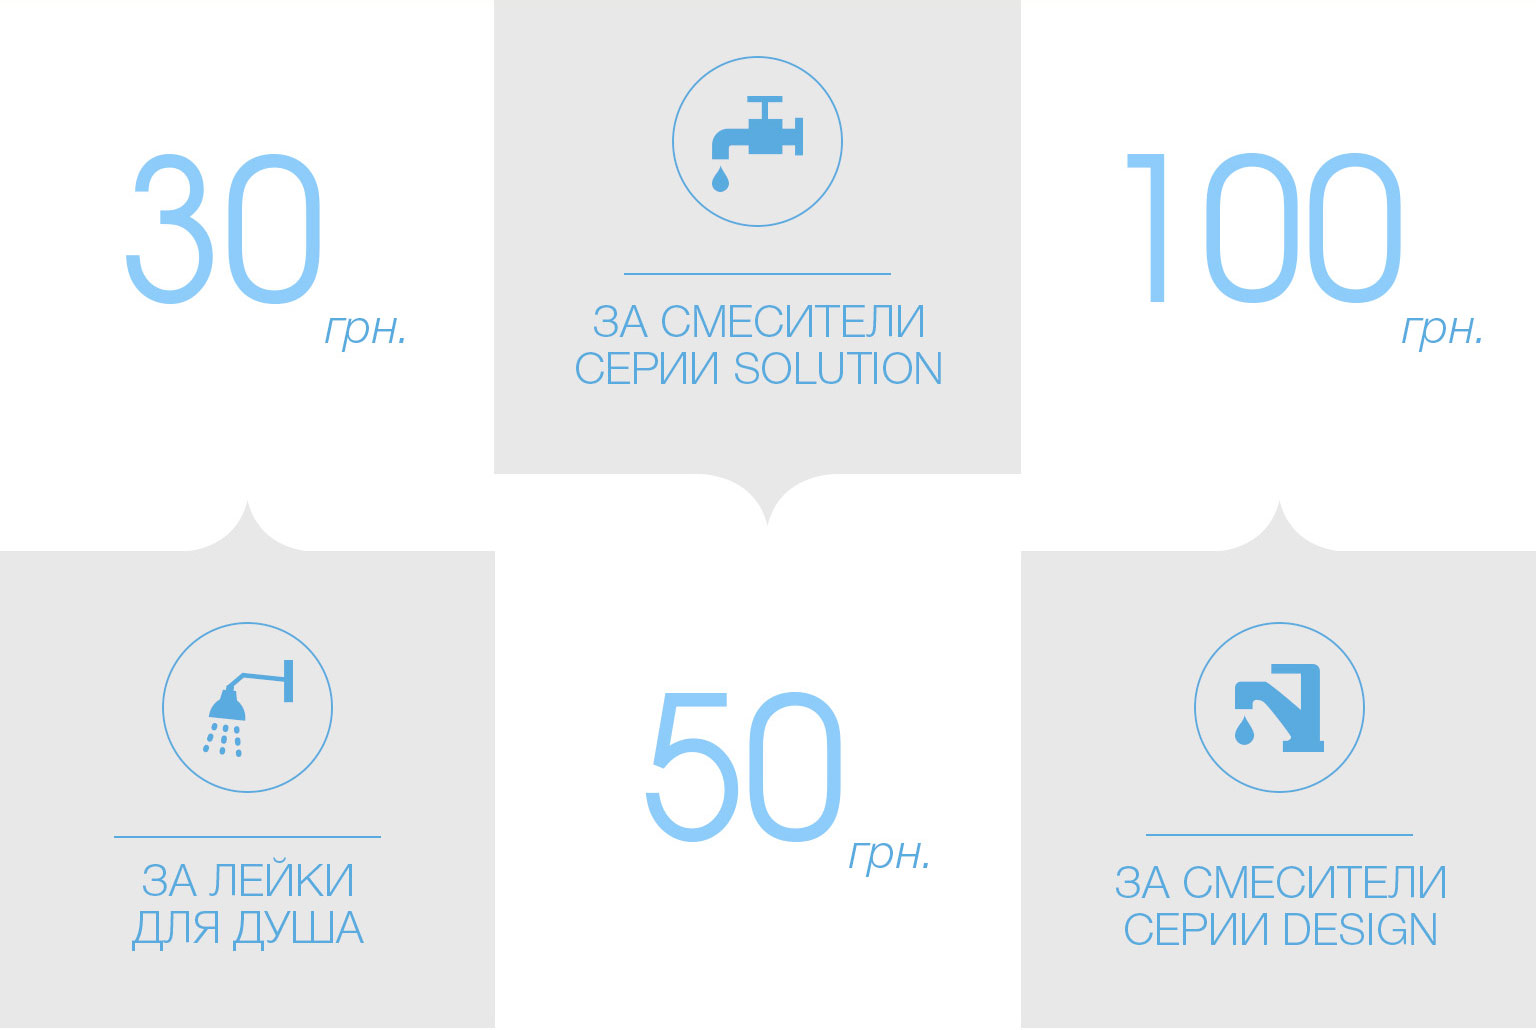 30
грн.
ЗА ЛЕЙКИ
ДЛЯ ДУША
ЗА СМЕСИТЕЛИ
СЕРИИ SOLUTION
50
грн.
100
грн.
ЗА СМЕСИТЕЛИ
СЕРИИ DESIGN